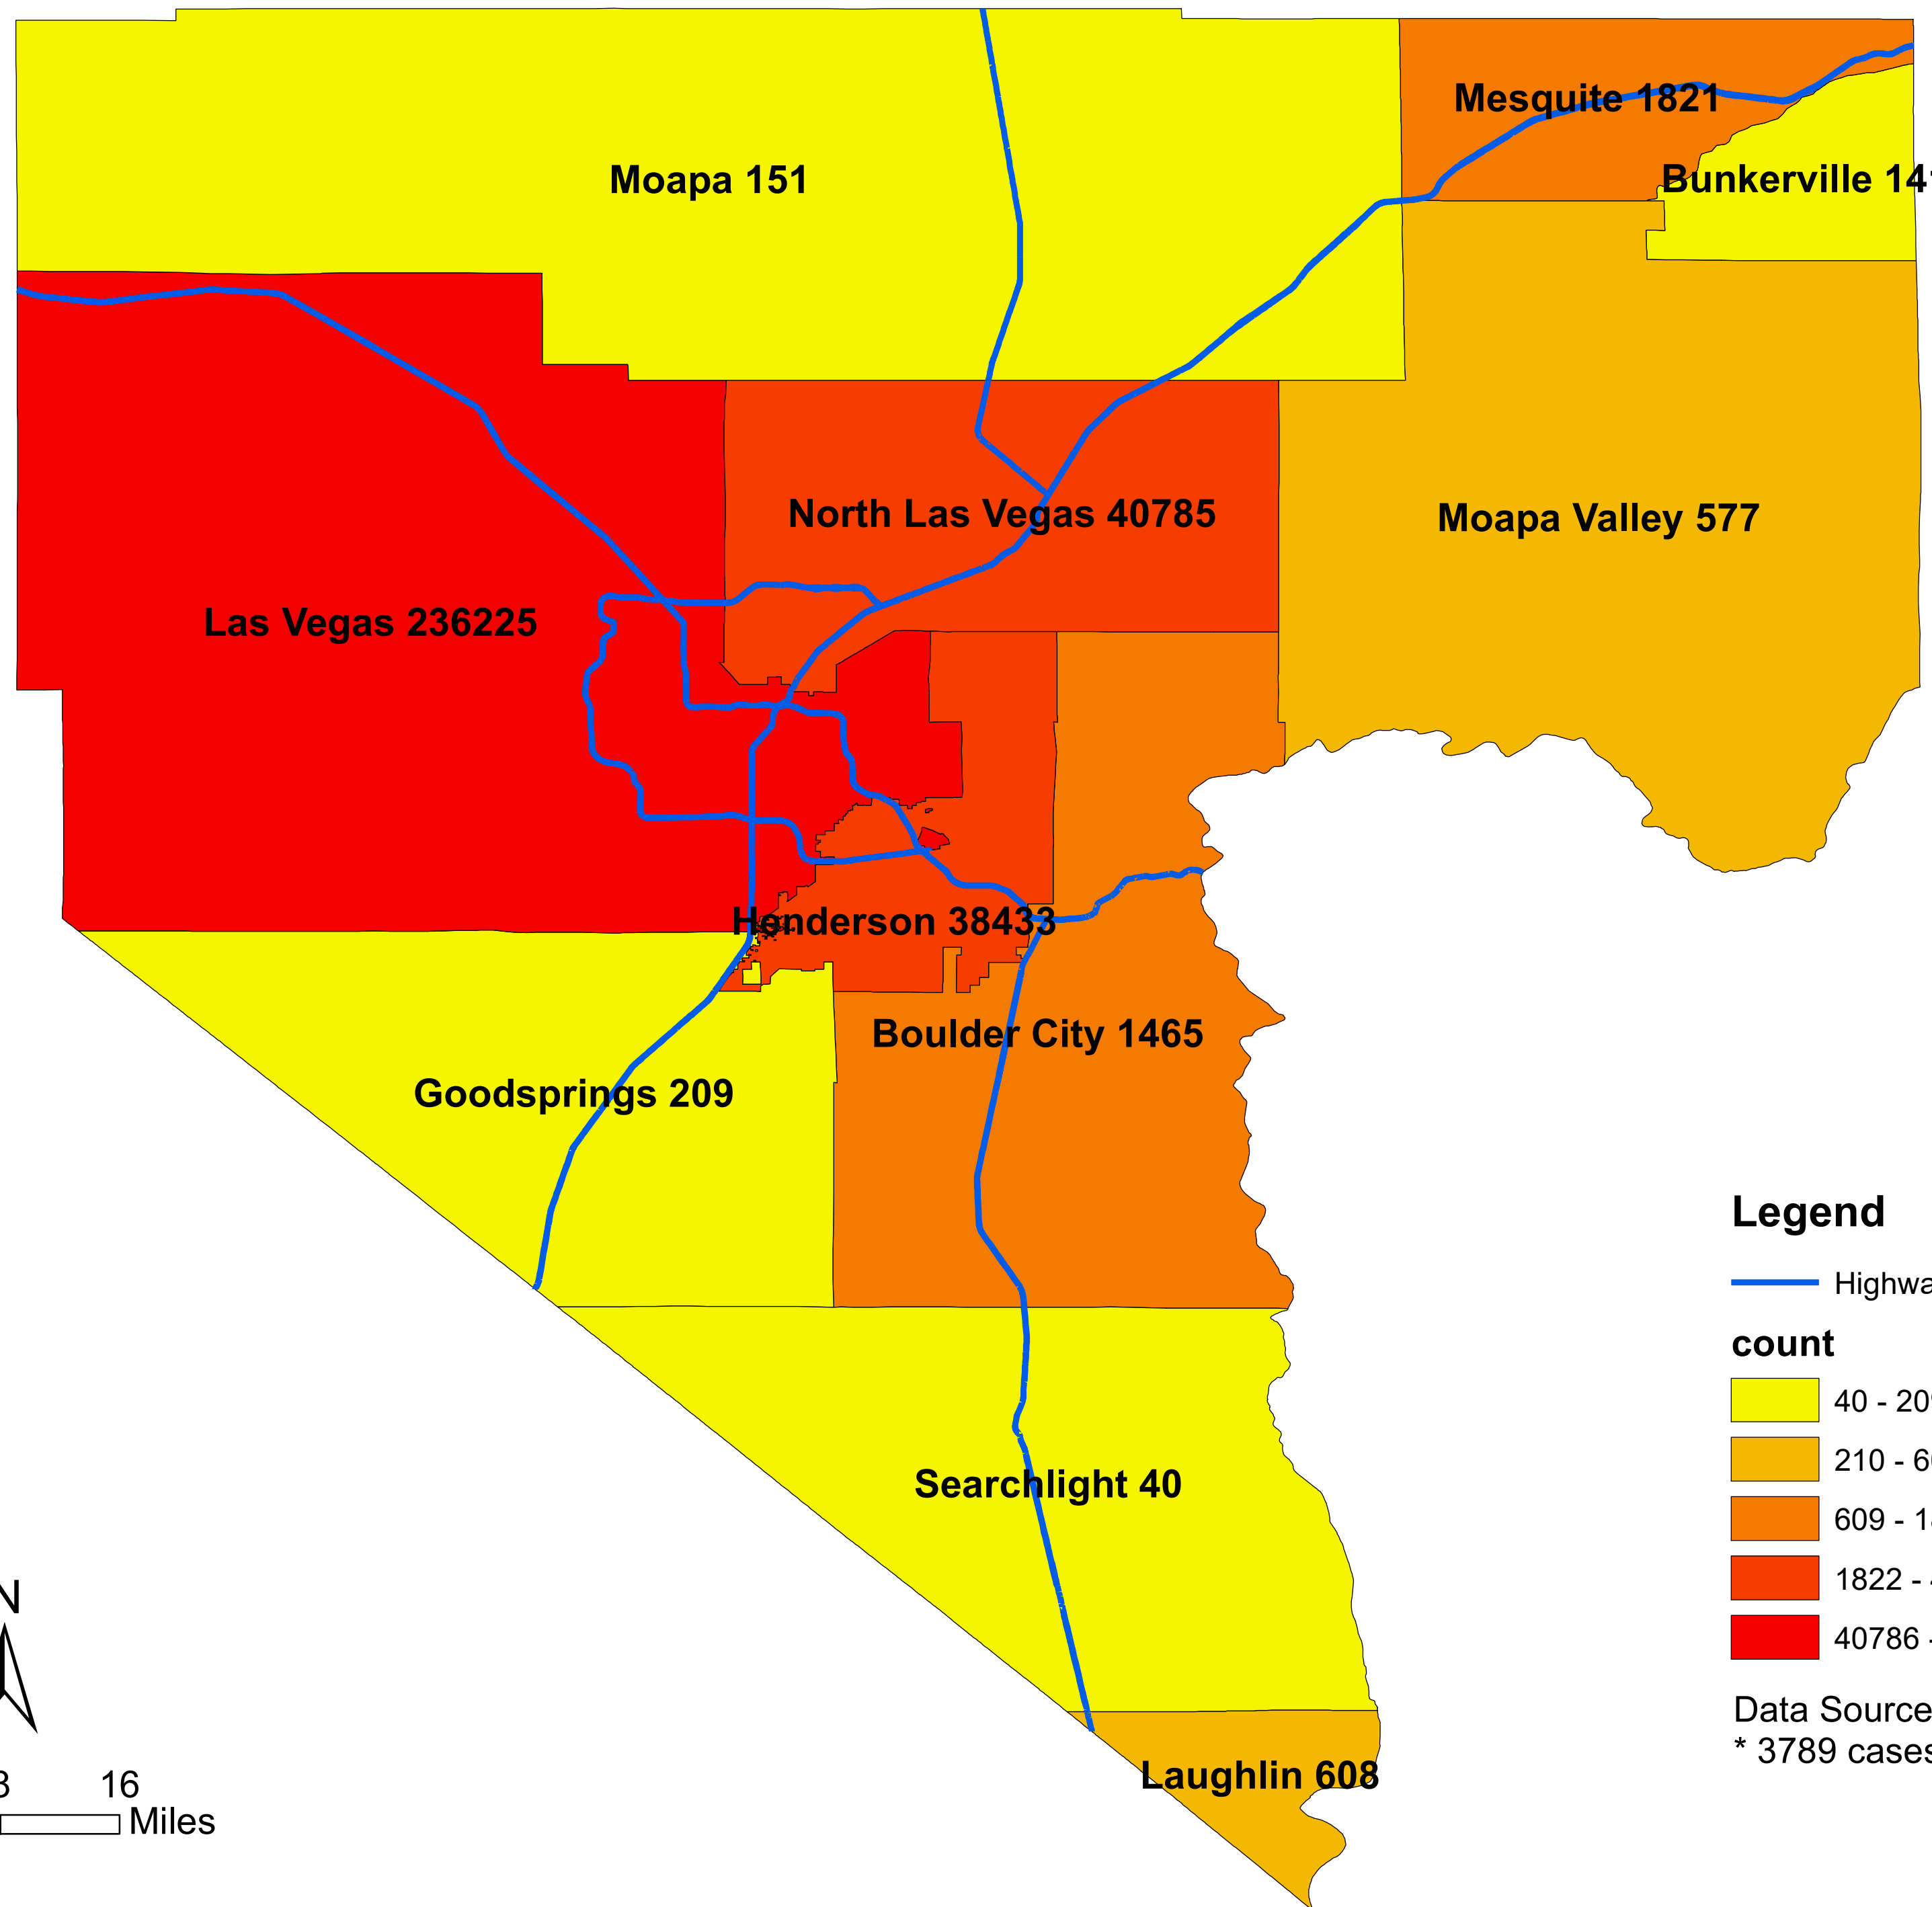 Mesquite 1821
Moapa 151
Bunkerville
North Las Vegas 40785
Moapa Valley 577
Las Vegas 236225
Henderson 38433
Boulder City 1465
Goodsprings 209
Searchlight 40
Laughlin 608
Legend
count
40 - 
210 - 
609 - 
1822 - 
40786 -
Data Source
* 3789 cases
N
16
Miles